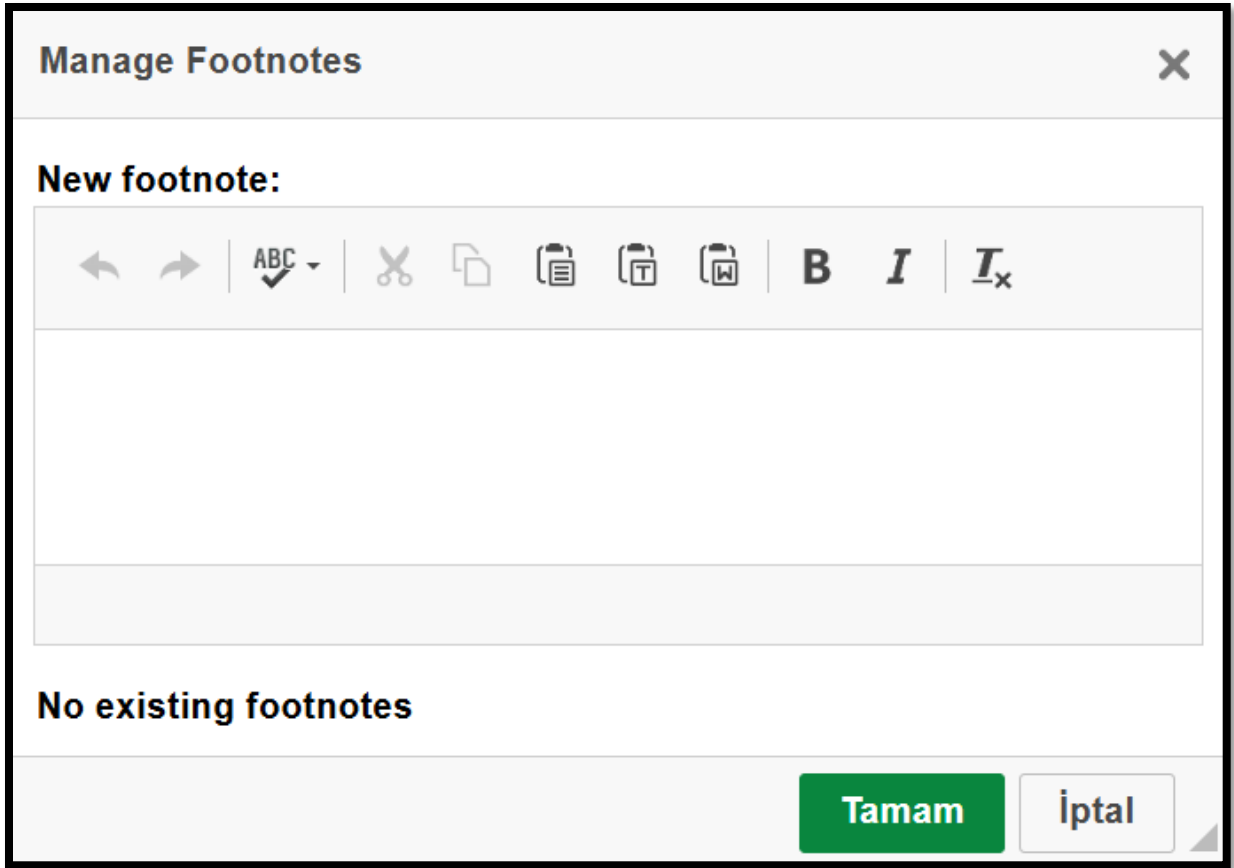 Manage Footnotes
New footnote:
ABC
No existing footnotes
Tamam
İptal